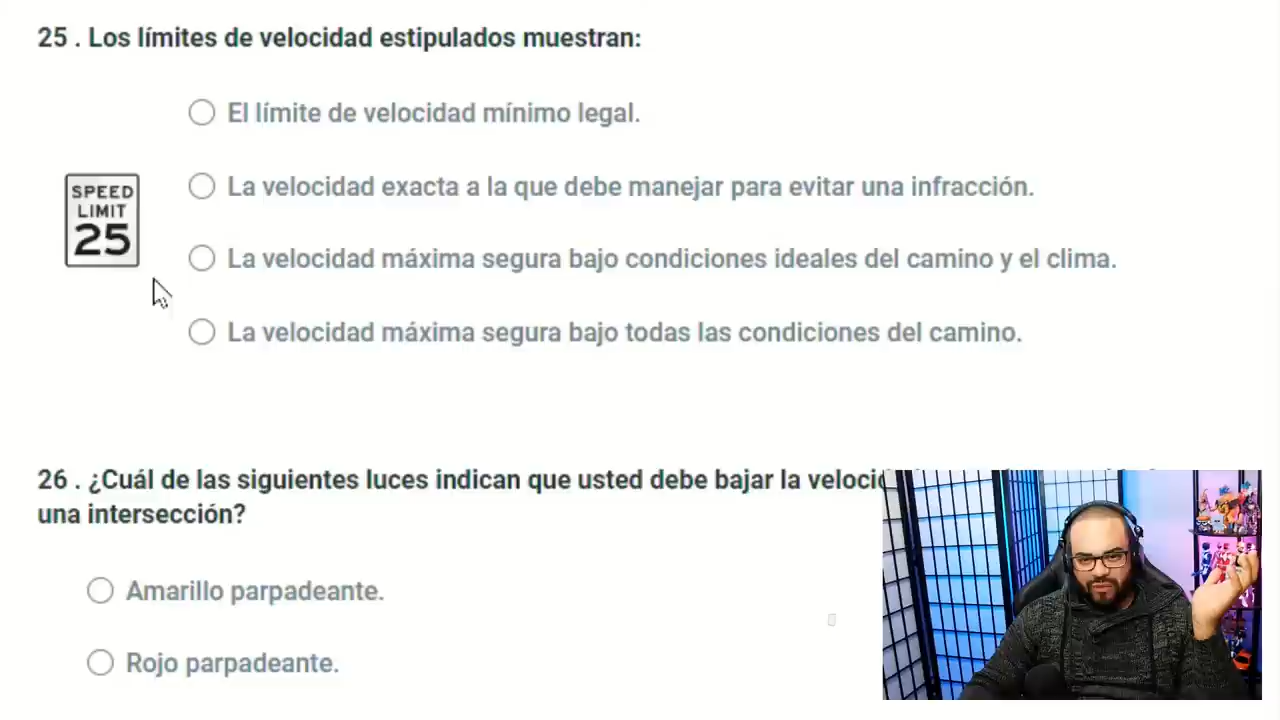 25 . Los límites de velocidad estipulados muestran:
El límite de velocidad mínimo legal.
La velocidad exacta a la que debe manejar para evitar una infracción.
SPEED
LIMIT
25
La velocidad máxima segura bajo condiciones ideales del camino y el clima.
La velocidad máxima segura bajo todas las condiciones del camino.
26 . ¿Cuál de las siguientes luces indican que usted debe bajar la
una intersección?
Amarillo parpadeante.
Rojo parpadeante.